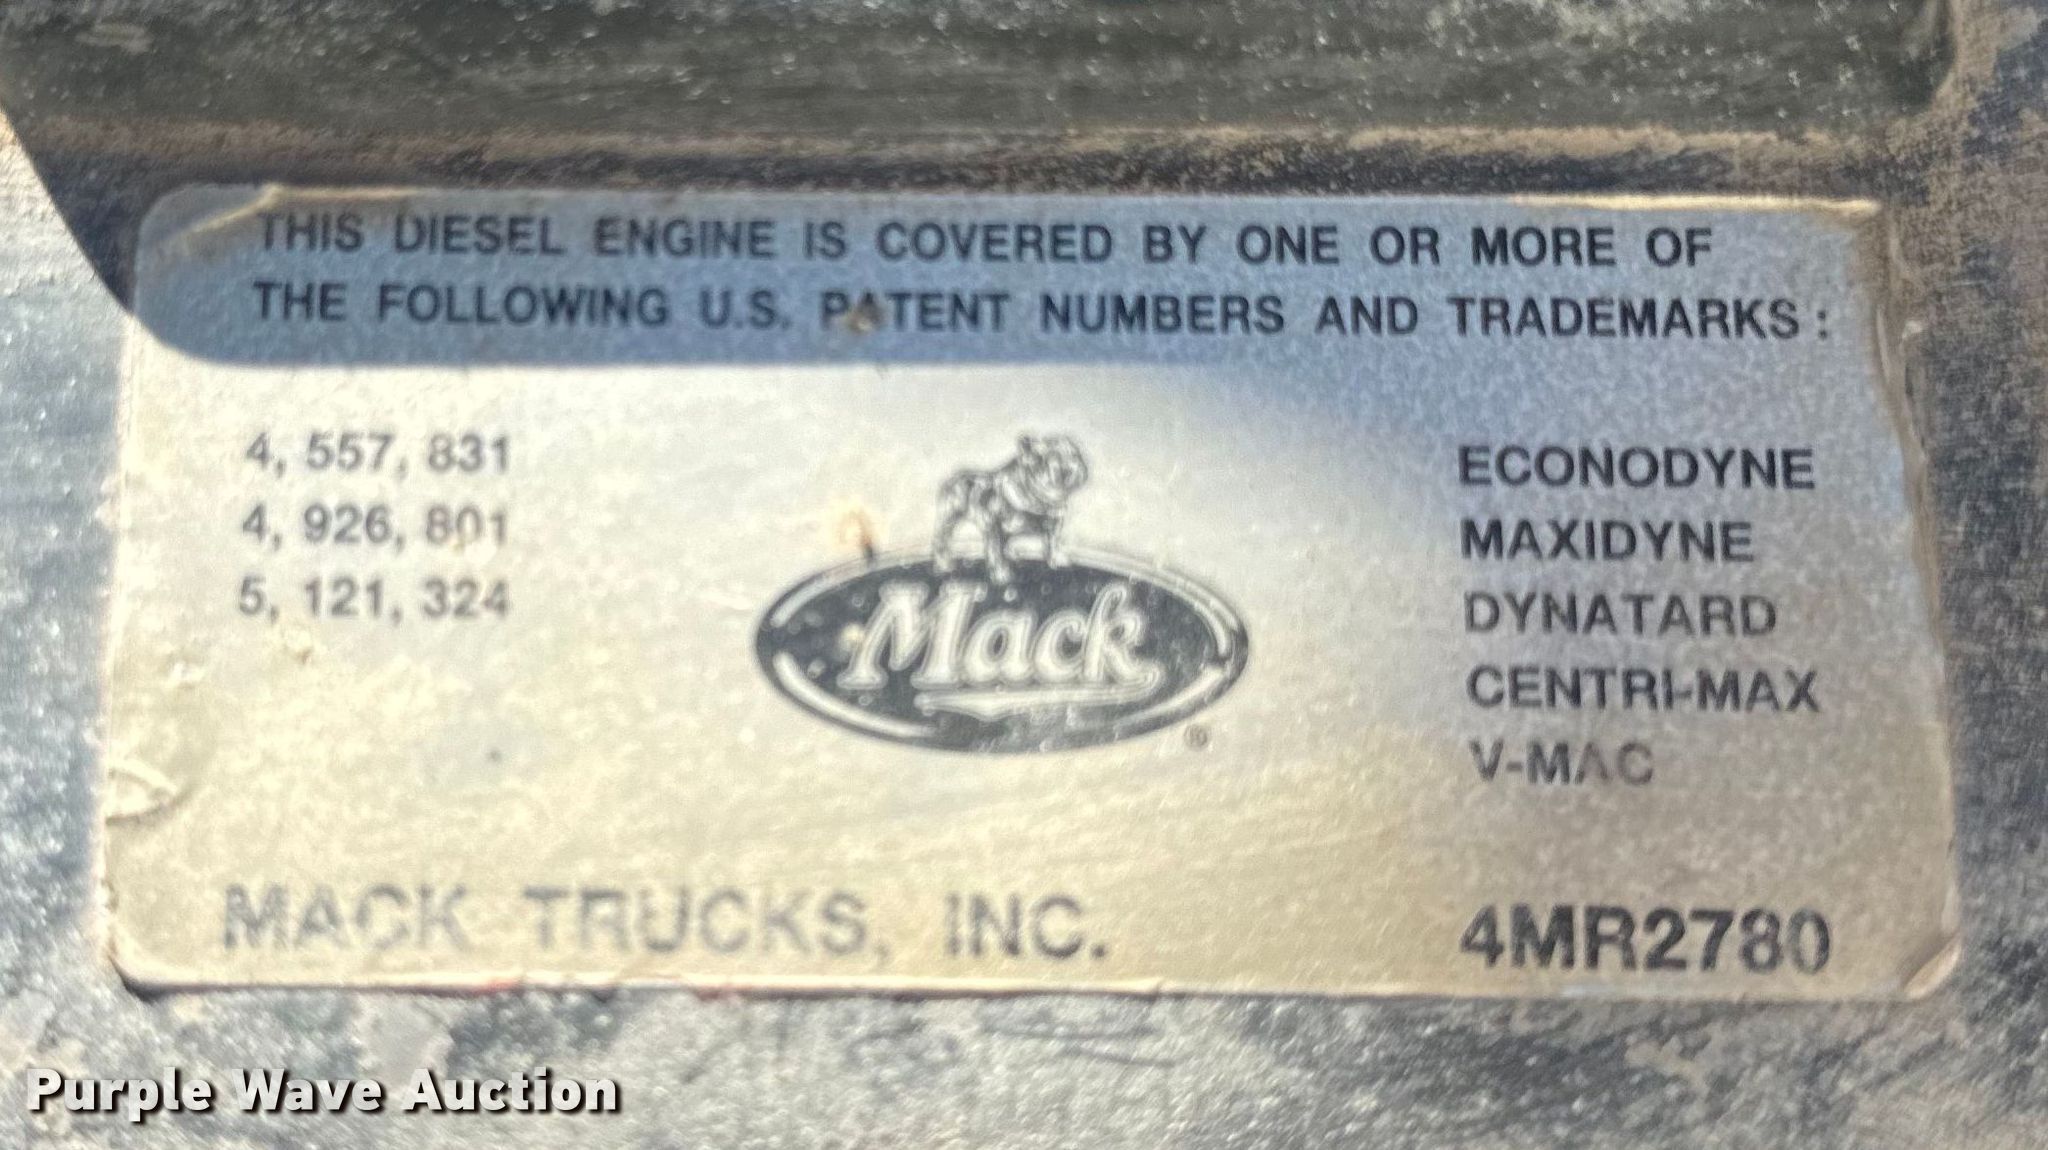 THIS DIESEL ENGINE IS COVERED BY ONE OR MORE OF
THE FOLLOWING U.S. PATENT NUMBERS AND TRADEMARKS :
4, 557, 831
4, 926, 801
5, 121, 324
Mack
®
ECONODYNE
MAXIDYNE
DYNATARD
CENTRI-MAX
V-MAC
MACK TRUCKS, INC.
4MR2780
Purple Wave Auction